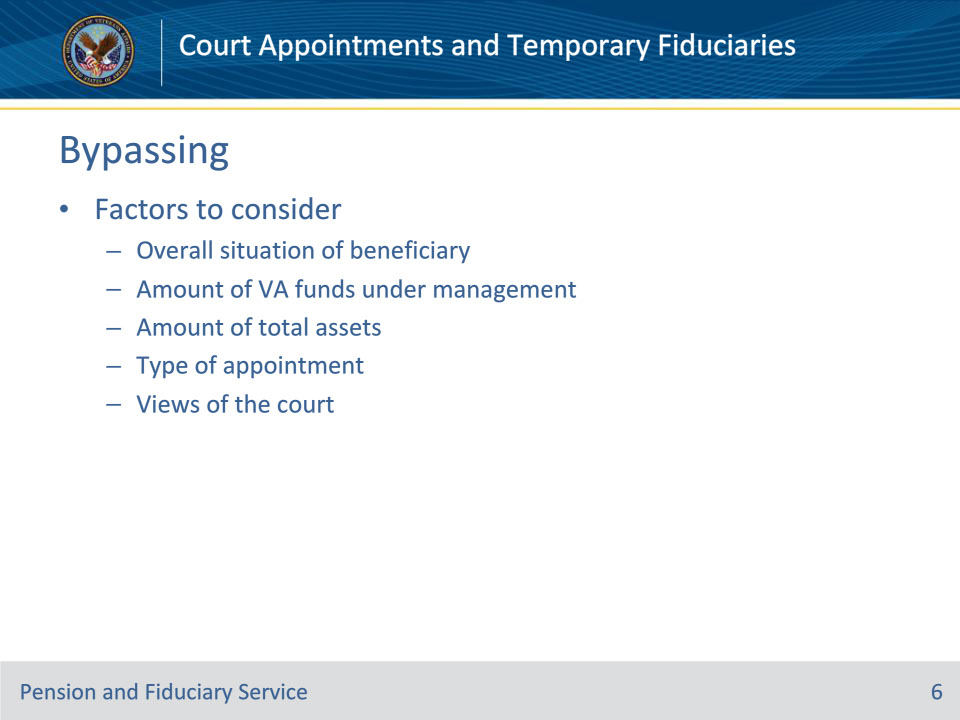 Court Appointments and Temporary Fiduciaries
Bypassing
• Factors to consider
– Overall situation of beneficiary
– Amount of VA funds under management
– Amount of total assets
– Type of appointment
– Views of the court
Pension and Fiduciary Service
6